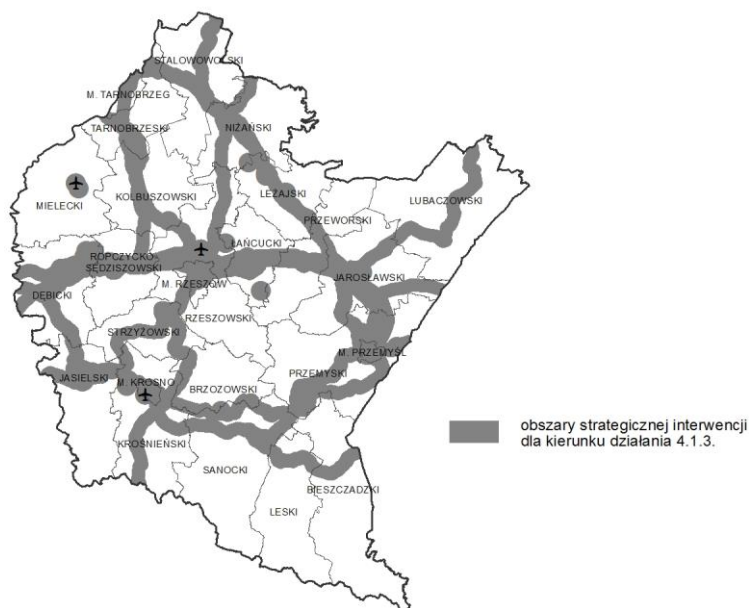 STALOWOWOLSKI
M. TARNOBRZEG
TARNOBRZESKI
NIŻAŃSKI
MIELECKI
KOLBUSZOWSKI
LEŻAJSKI
LUBACZOWSKI
PRZEWORSKI
ROPCZYCKO-
SĘDZISZOWSKI
ŁAŃCUCKI
JAROSŁAWSKI
DĘBICKI
M. RZESZÓW
RZESZOWSKI
STRZYŻOWSKI
M. PRZEMYŚL
JASIELSKI
M. KROSNO
BRZOZOWSKI
PRZEMYSKI
obszary strategicznej interwencji
dla kierunku działania 4.1.3.
KROŚNIEŃSKI
SANOCKI
BIESZCZADZKI
LESKI